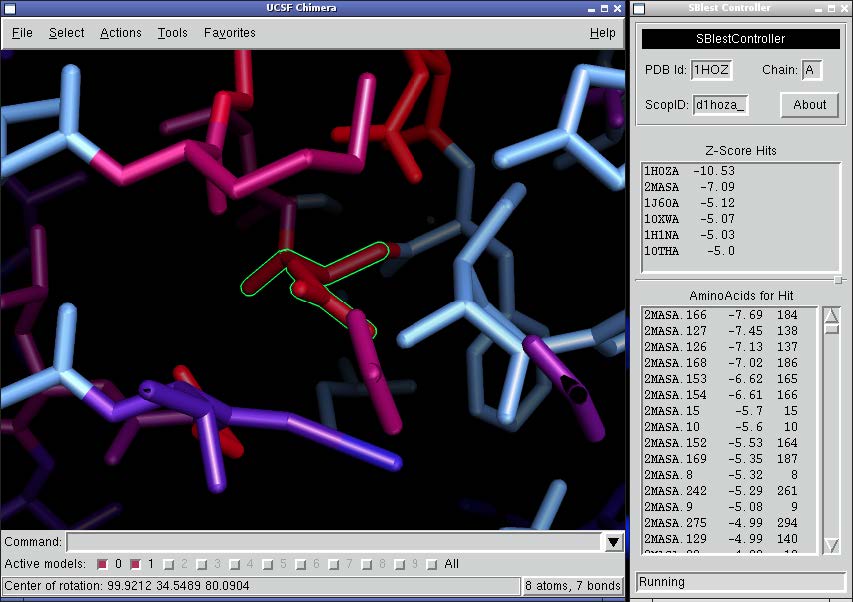 UCSF Chimera
File Select Actions Tools Favorites Help
Command:
Active models: 0 1 2 3 4 5 6 7 8 9 All
Center of rotation: 99.9212 34.5489 80.0904 8 atoms, 7 bonds
SBlest Controller
SBlestController
PDB Id: 1HOZ Chain: A
ScopID: d1hoza_ About
Z-Score Hits
1HOZA -10.53
2MASA -7.09
1J6OA -5.12
1OXWA -5.07
1H1NA -5.03
1OTHA -5.0
AminoAcids for Hit
2MASA.166 -7.69 184
2MASA.127 -7.45 138
2MASA.126 -7.13 137
2MASA.168 -7.02 186
2MASA.153 -6.62 165
2MASA.154 -6.61 166
2MASA.15 -5.7 15
2MASA.10 -5.6 10
2MASA.152 -5.53 164
2MASA.169 -5.35 187
2MASA.8 -5.32 8
2MASA.242 -5.29 261
2MASA.9 -5.08 9
2MASA.275 -4.99 294
2MASA.129 -4.99 140
Running